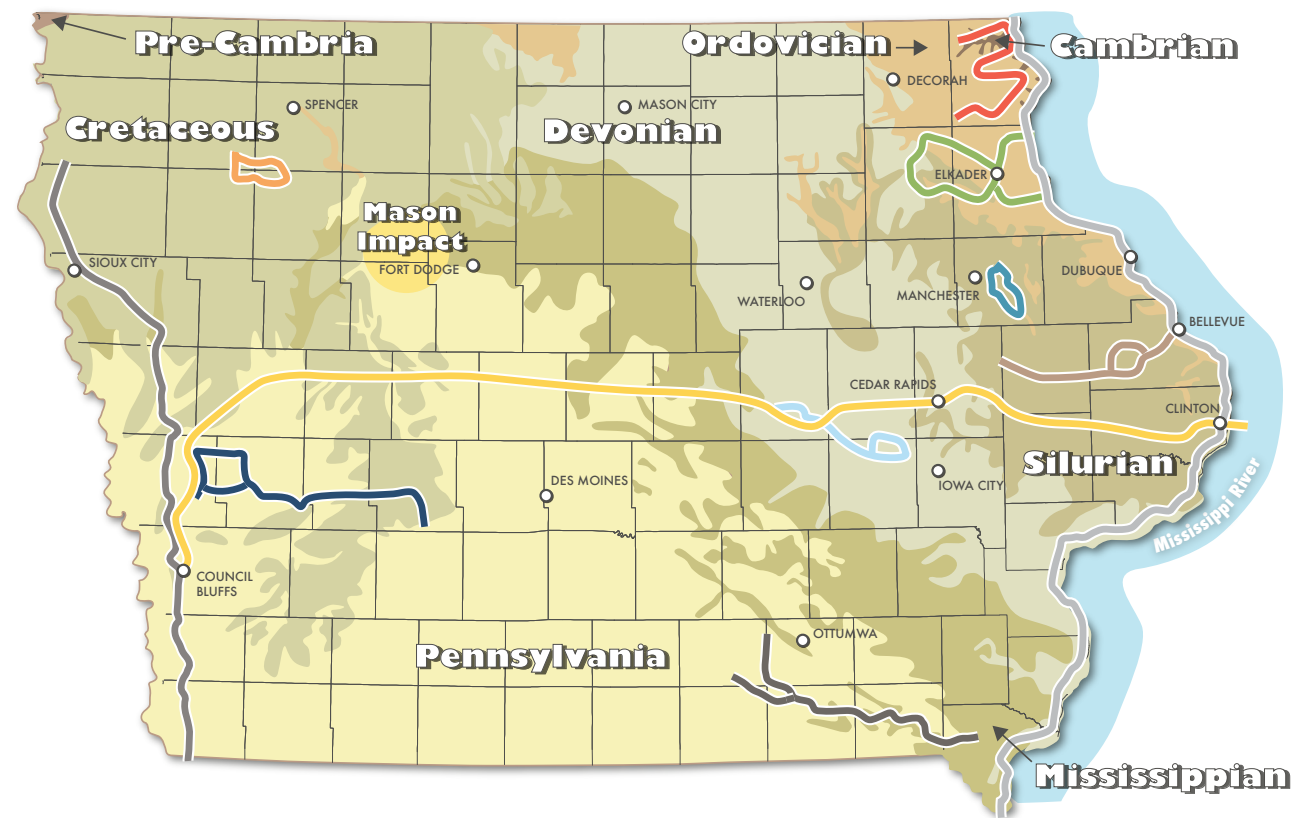 Pre-Cambria
Ordovician
Cambrian
DECORAH
SPENCER
MASON CITY
Cretaceous
Devonian
ELKADER
Mason
Impact
FORT DODGE
SIOUX CITY
DUBUQUE
MANCHESTER
WATERLOO
BELLEVUE
CEDAR RAPIDS
CLINTON
Silurian
DES MOINES
IOWA CITY
Mississippi River
COUNCIL
BLUFFS
OTTUMWA
Pennsylvania
Mississippian